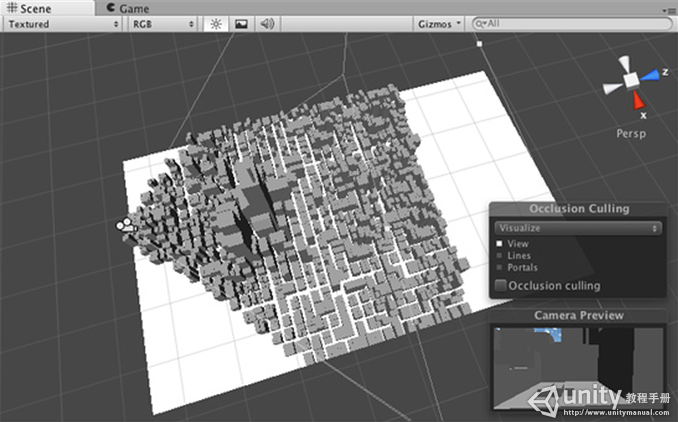 Scene
Game
Textured
RGB
Gizmos
All
z
x
Persp
Occlusion Culling
Visualize
View
Lines
Portals
Occlusion culling
Camera Preview
unity 教程手册
http://www.unitymanual.com